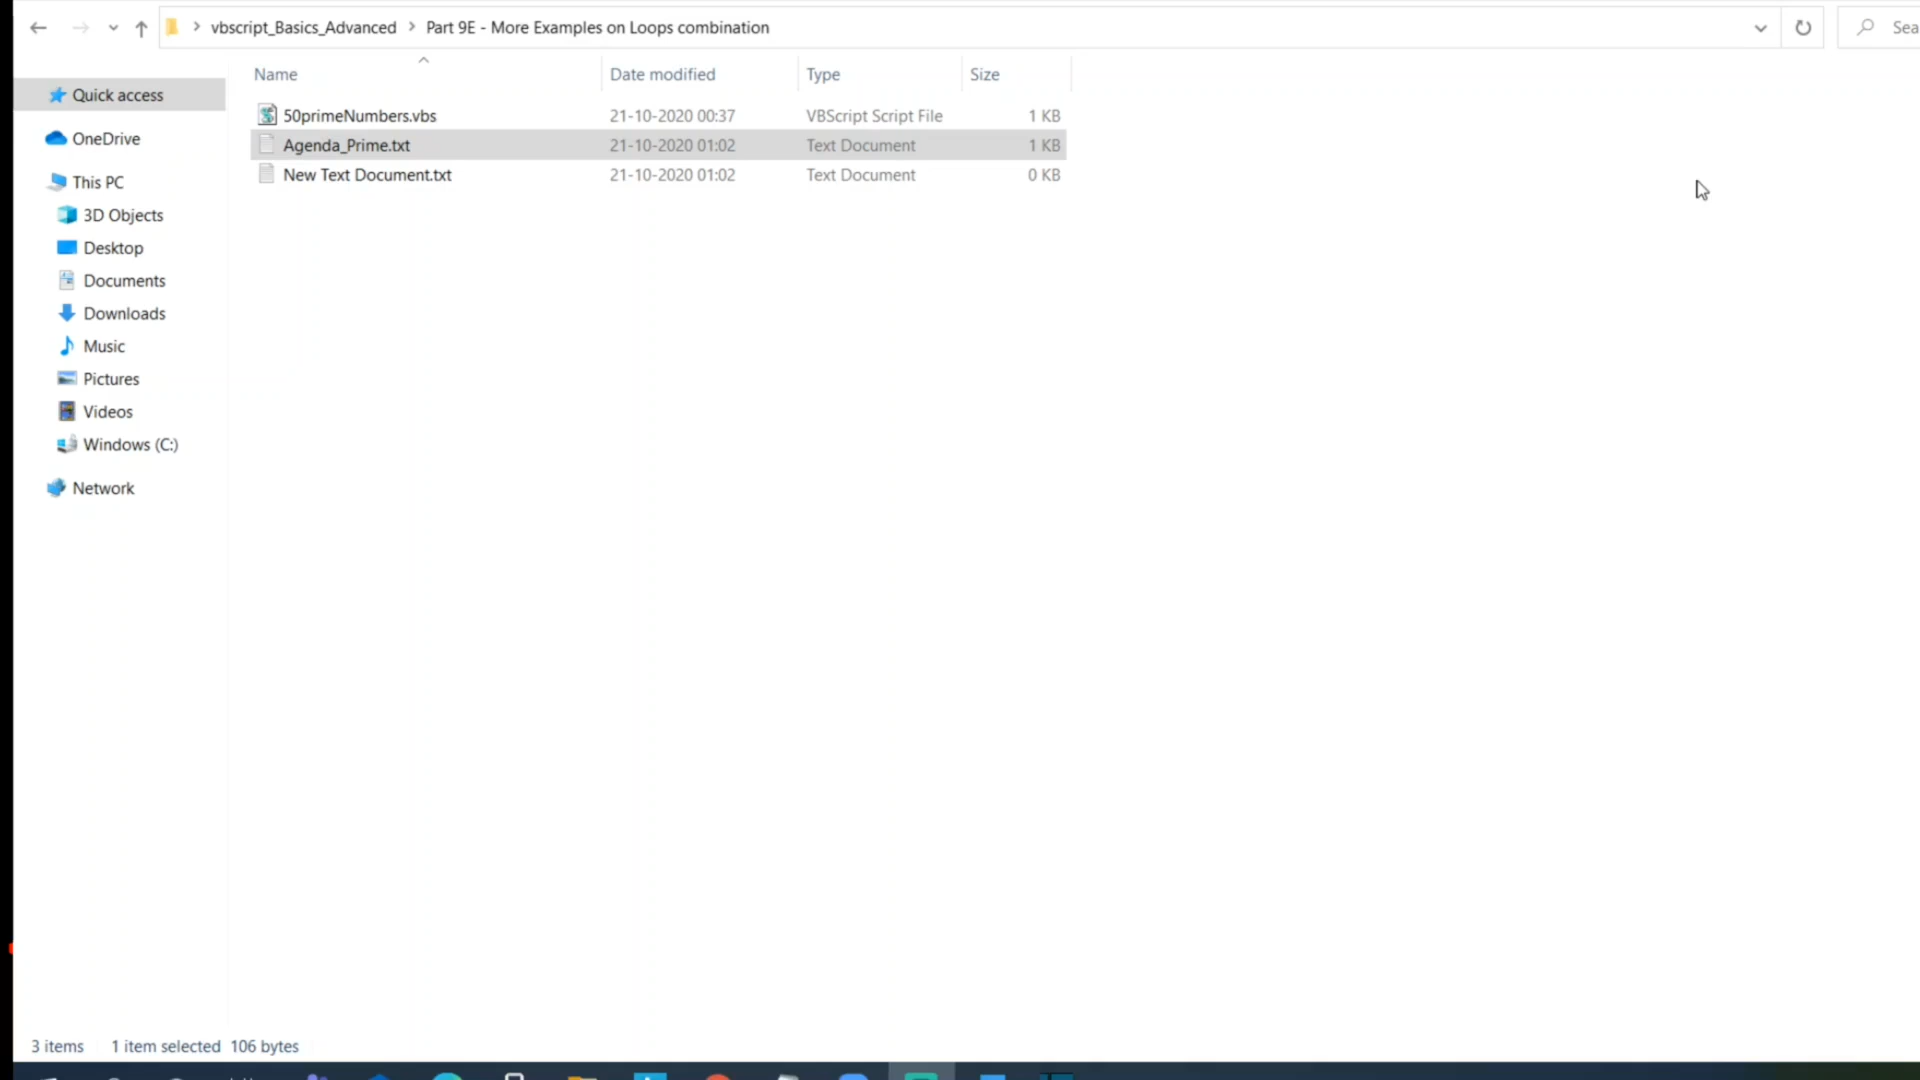 vbscript_Basics_Advanced > Part 9E - More Examples on Loops combination
Sea
Name Date modified Type Size
Quick access
OneDrive
This PC
3D Objects
Desktop
Documents
Downloads
Music
Pictures
Videos
Windows (C:)
Network
50primeNumbers.vbs 21-10-2020 00:37 VBScript Script File 1 KB
Agenda_Prime.txt 21-10-2020 01:02 Text Document 1 KB
New Text Document.txt 21-10-2020 01:02 Text Document 0 KB
3 items 1 item selected 106 bytes